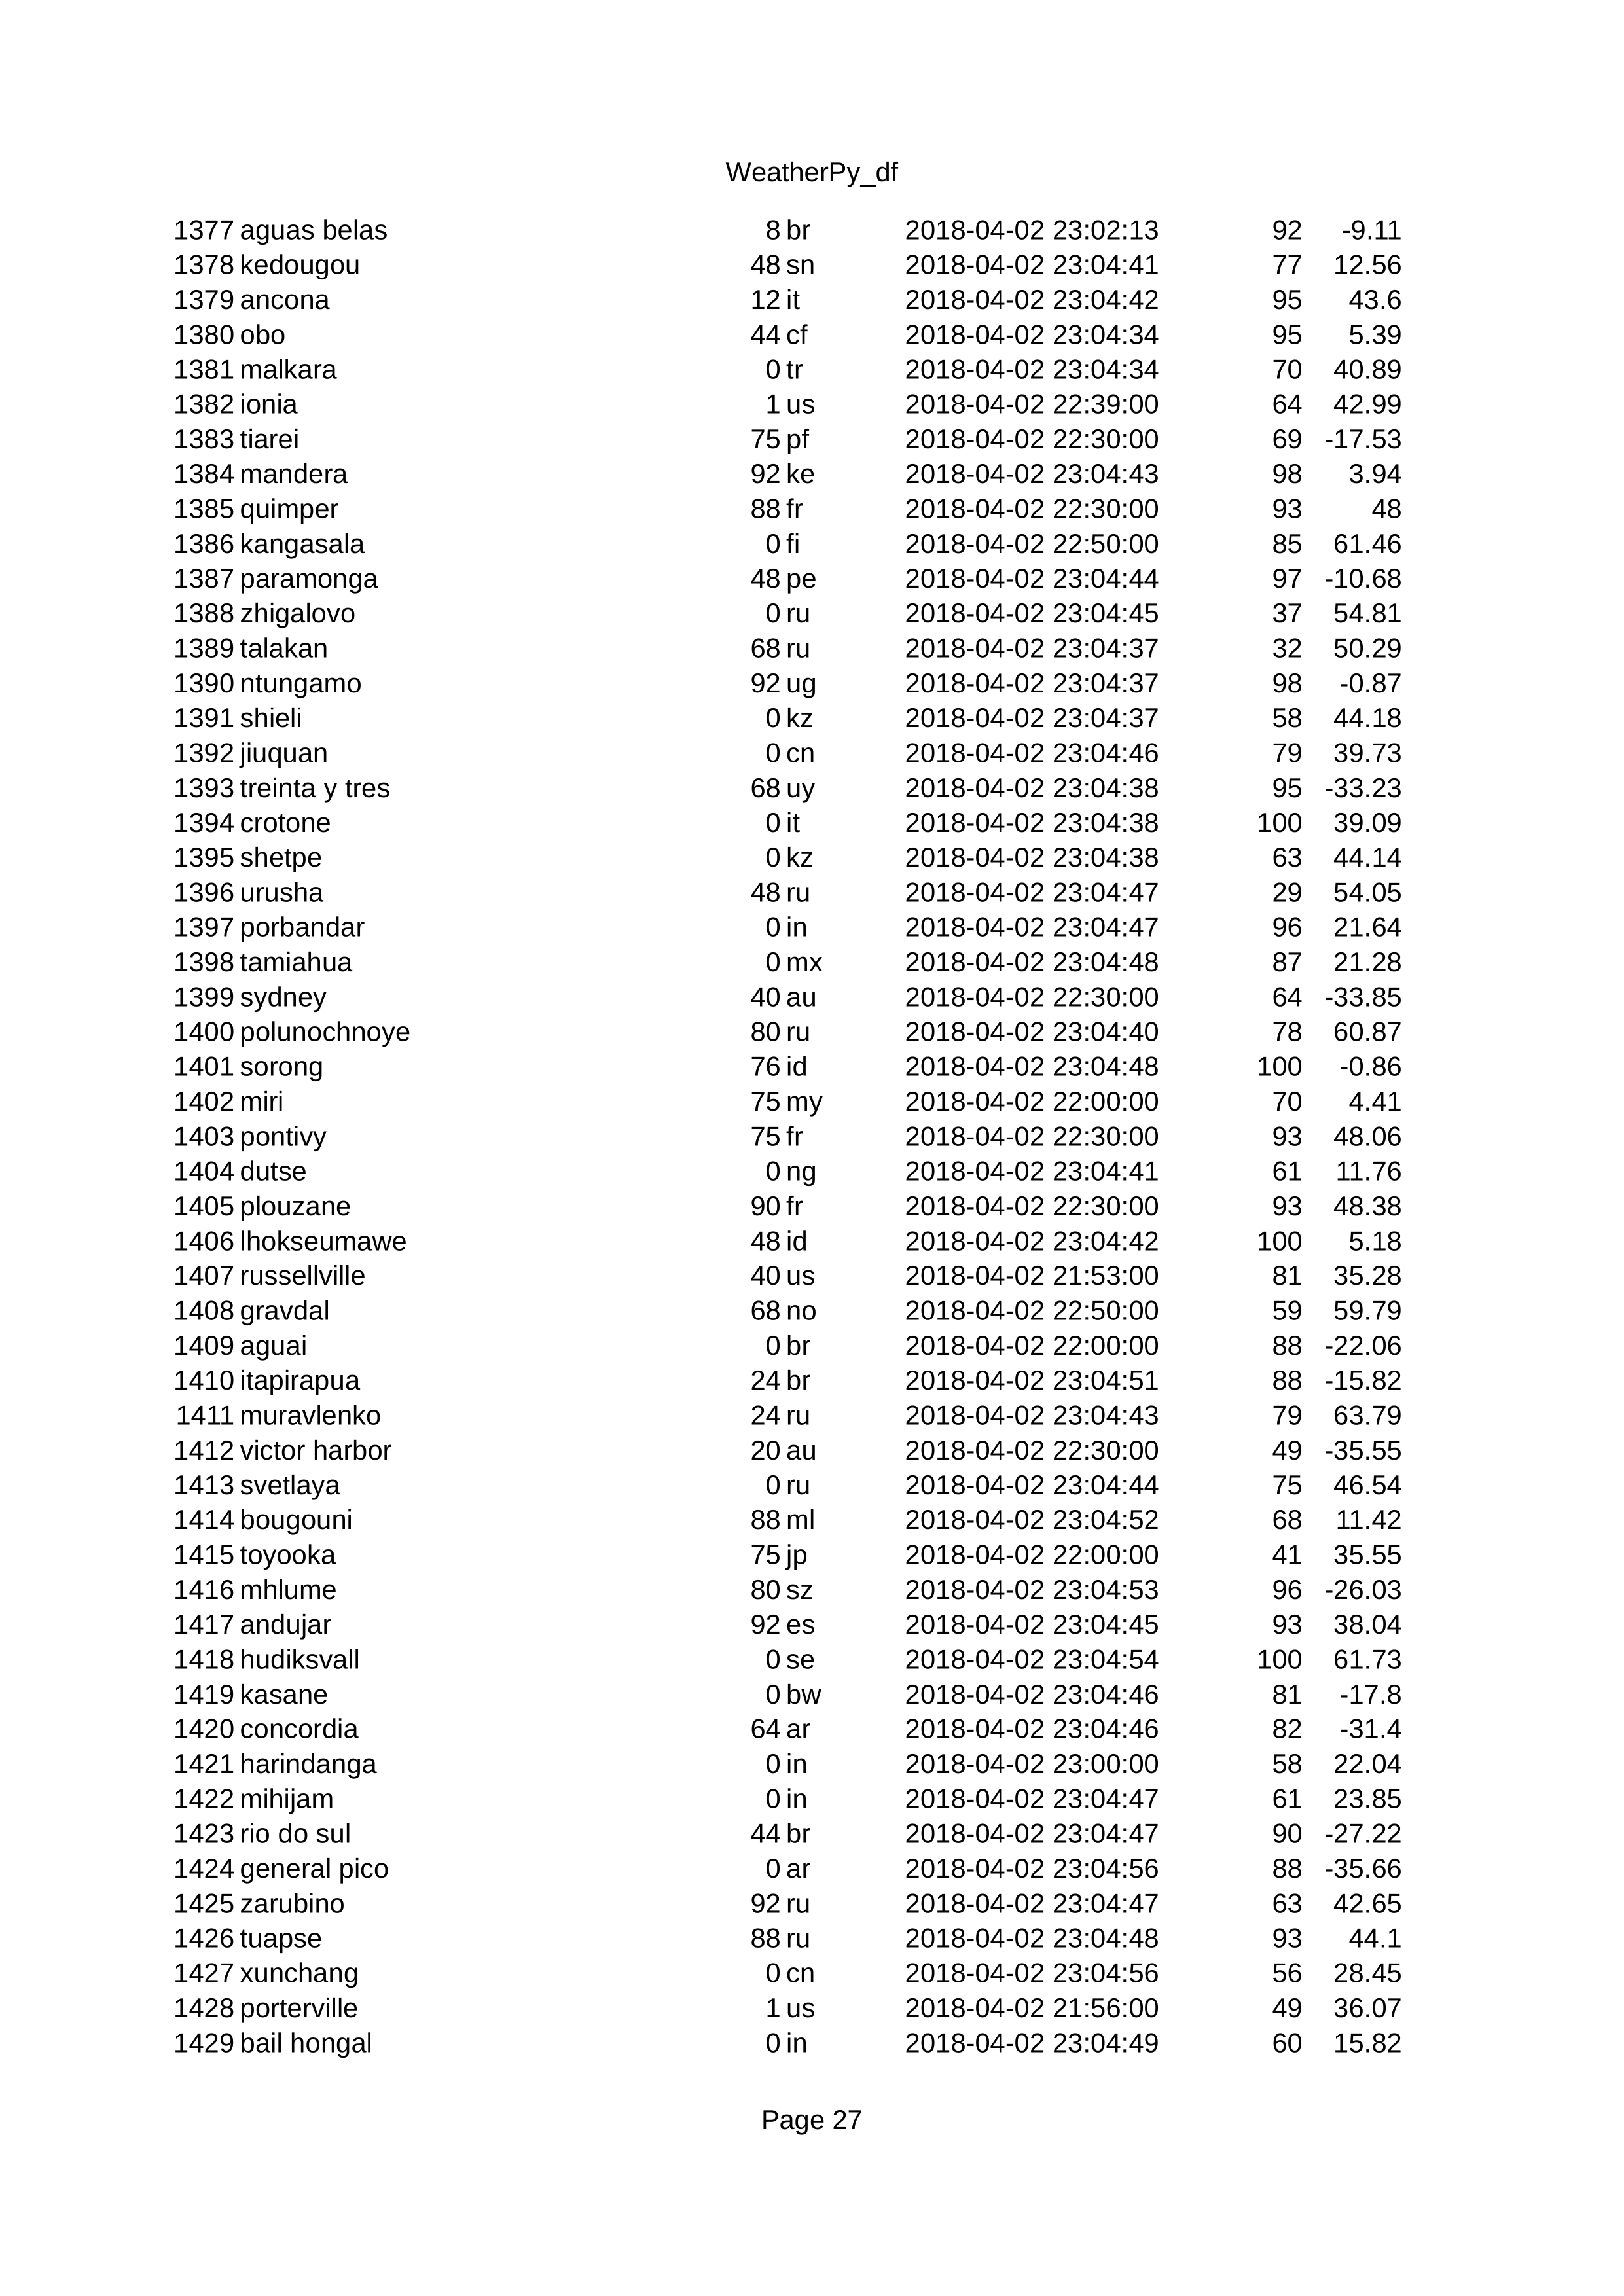 WeatherPy_df
1377 aguas belas 8 br 2018-04-02 23:02:13 92 -9.11
1378 kedougou 48 sn 2018-04-02 23:04:41 77 12.56
1379 ancona 12 it 2018-04-02 23:04:42 95 43.6
1380 obo 44 cf 2018-04-02 23:04:34 95 5.39
1381 malkara 0 tr 2018-04-02 23:04:34 70 40.89
1382 ionia 1 us 2018-04-02 22:39:00 64 42.99
1383 tiarei 75 pf 2018-04-02 22:30:00 69 -17.53
1384 mandera 92 ke 2018-04-02 23:04:43 98 3.94
1385 quimper 88 fr 2018-04-02 22:30:00 93 48
1386 kangasala 0 fi 2018-04-02 22:50:00 85 61.46
1387 paramonga 48 pe 2018-04-02 23:04:44 97 -10.68
1388 zhigalovo 0 ru 2018-04-02 23:04:45 37 54.81
1389 talakan 68 ru 2018-04-02 23:04:37 32 50.29
1390 ntungamo 92 ug 2018-04-02 23:04:37 98 -0.87
1391 shieli 0 kz 2018-04-02 23:04:37 58 44.18
1392 jiuquan 0 cn 2018-04-02 23:04:46 79 39.73
1393 treinta y tres 68 uy 2018-04-02 23:04:38 95 -33.23
1394 crotone 0 it 2018-04-02 23:04:38 100 39.09
1395 shetpe 0 kz 2018-04-02 23:04:38 63 44.14
1396 urusha 48 ru 2018-04-02 23:04:47 29 54.05
1397 porbandar 0 in 2018-04-02 23:04:47 96 21.64
1398 tamiahua 0 mx 2018-04-02 23:04:48 87 21.28
1399 sydney 40 au 2018-04-02 22:30:00 64 -33.85
1400 polunochnoye 80 ru 2018-04-02 23:04:40 78 60.87
1401 sorong 76 id 2018-04-02 23:04:48 100 -0.86
1402 miri 75 my 2018-04-02 22:00:00 70 4.41
1403 pontivy 75 fr 2018-04-02 22:30:00 93 48.06
1404 dutse 0 ng 2018-04-02 23:04:41 61 11.76
1405 plouzane 90 fr 2018-04-02 22:30:00 93 48.38
1406 lhokseumawe 48 id 2018-04-02 23:04:42 100 5.18
1407 russellville 40 us 2018-04-02 21:53:00 81 35.28
1408 gravdal 68 no 2018-04-02 22:50:00 59 59.79
1409 aguai 0 br 2018-04-02 22:00:00 88 -22.06
1410 itapirapua 24 br 2018-04-02 23:04:51 88 -15.82
1411 muravlenko 24 ru 2018-04-02 23:04:43 79 63.79
1412 victor harbor 20 au 2018-04-02 22:30:00 49 -35.55
1413 svetlaya 0 ru 2018-04-02 23:04:44 75 46.54
1414 bougouni 88 ml 2018-04-02 23:04:52 68 11.42
1415 toyooka 75 jp 2018-04-02 22:00:00 41 35.55
1416 mhlume 80 sz 2018-04-02 23:04:53 96 -26.03
1417 andujar 92 es 2018-04-02 23:04:45 93 38.04
1418 hudiksvall 0 se 2018-04-02 23:04:54 100 61.73
1419 kasane 0 bw 2018-04-02 23:04:46 81 -17.8
1420 concordia 64 ar 2018-04-02 23:04:46 82 -31.4
1421 harindanga 0 in 2018-04-02 23:00:00 58 22.04
1422 mihijam 0 in 2018-04-02 23:04:47 61 23.85
1423 rio do sul 44 br 2018-04-02 23:04:47 90 -27.22
1424 general pico 0 ar 2018-04-02 23:04:56 88 -35.66
1425 zarubino 92 ru 2018-04-02 23:04:47 63 42.65
1426 tuapse 88 ru 2018-04-02 23:04:48 93 44.1
1427 xunchang 0 cn 2018-04-02 23:04:56 56 28.45
1428 porterville 1 us 2018-04-02 21:56:00 49 36.07
1429 bail hongal 0 in 2018-04-02 23:04:49 60 15.82
Page 27